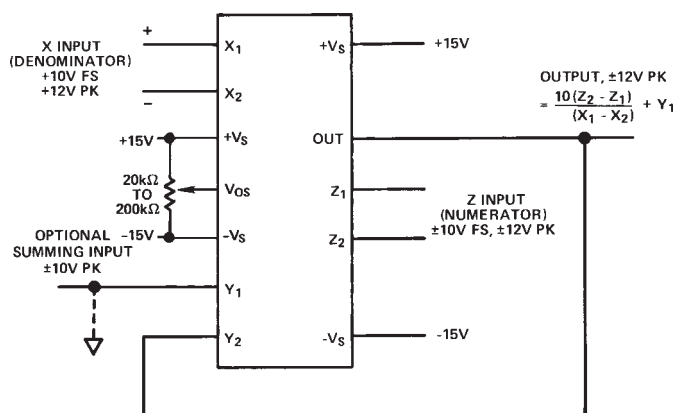 +
X INPUT
(DENOMINATOR)
+10V FS
+12V PK
–
X1
X2
+15V
+VS
20kΩ
TO
200kΩ
VOS
-15V
-VS
OPTIONAL
SUMMING INPUT
±10V PK
Y1
Y2
+VS
+15V
OUT
OUTPUT, ±12V PK
= 10(Z2 - Z1) / (X1 - X2) + Y1
Z1
Z2
Z INPUT
(NUMERATOR)
±10V FS, ±12V PK
-VS
-15V